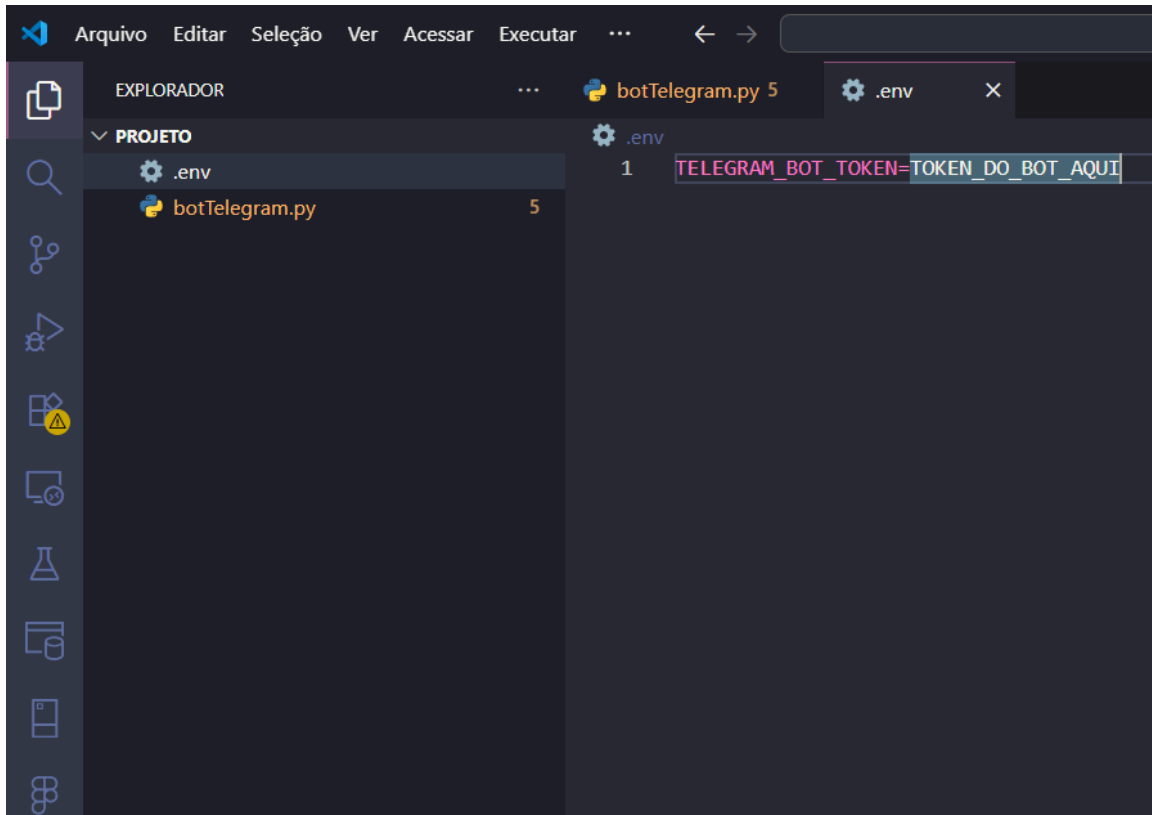 Arquivo Editar Seleção Ver Acessar Executar ...
EXPLORADOR ...
botTelegram.py 5
.env
PROJETO
.env
.env
1 TELEGRAM_BOT_TOKEN=TOKEN_DO_BOT_AQUI
botTelegram.py 5